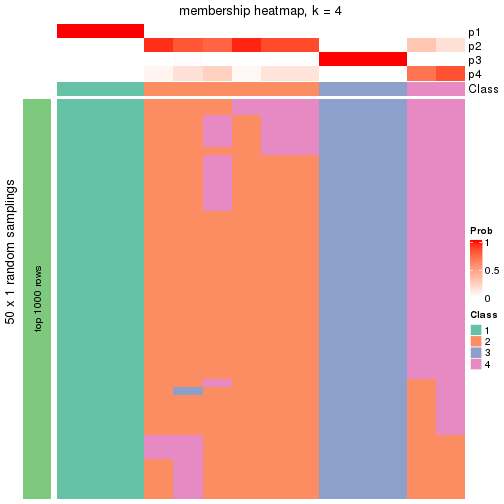 membership heatmap, k = 4
p1
p2
p3
p4
Class
50 x 1 random samplings
top 1000 rows
Prob
1
0.5
0
Class
1
2
3
4